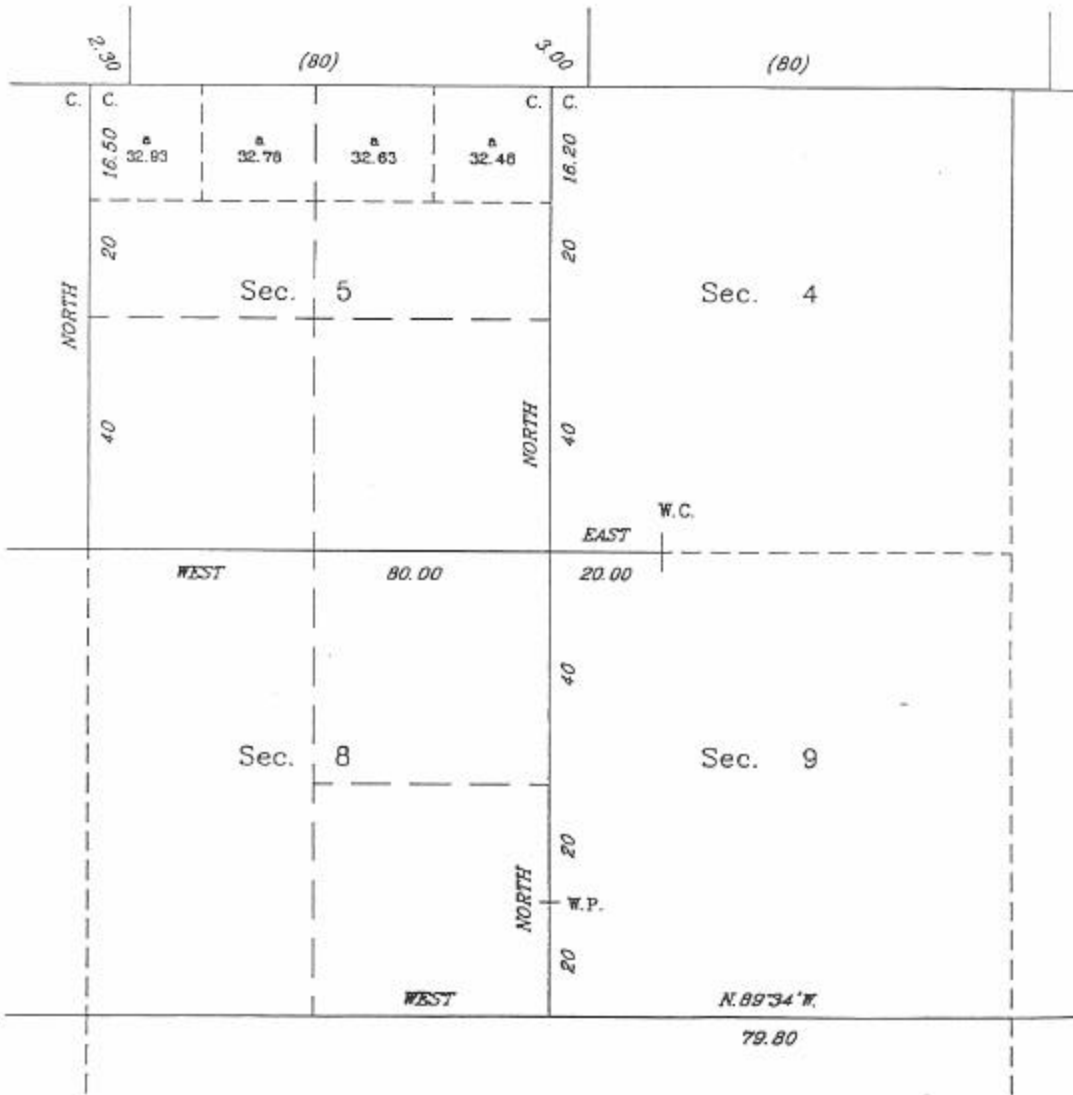 2.30
(80)
3.00
(80)
C. C.
C. C.
16.50
a
32.93
a
32.78
a
32.63
a
32.48
16.20
20
20
Sec. 5
Sec. 4
NORTH
40
NORTH
40
W.C.
EAST
WEST
80.00
20.00
40
Sec. 8
Sec. 9
20
NORTH
W.P.
20
WEST
N.89°34'W.
79.80